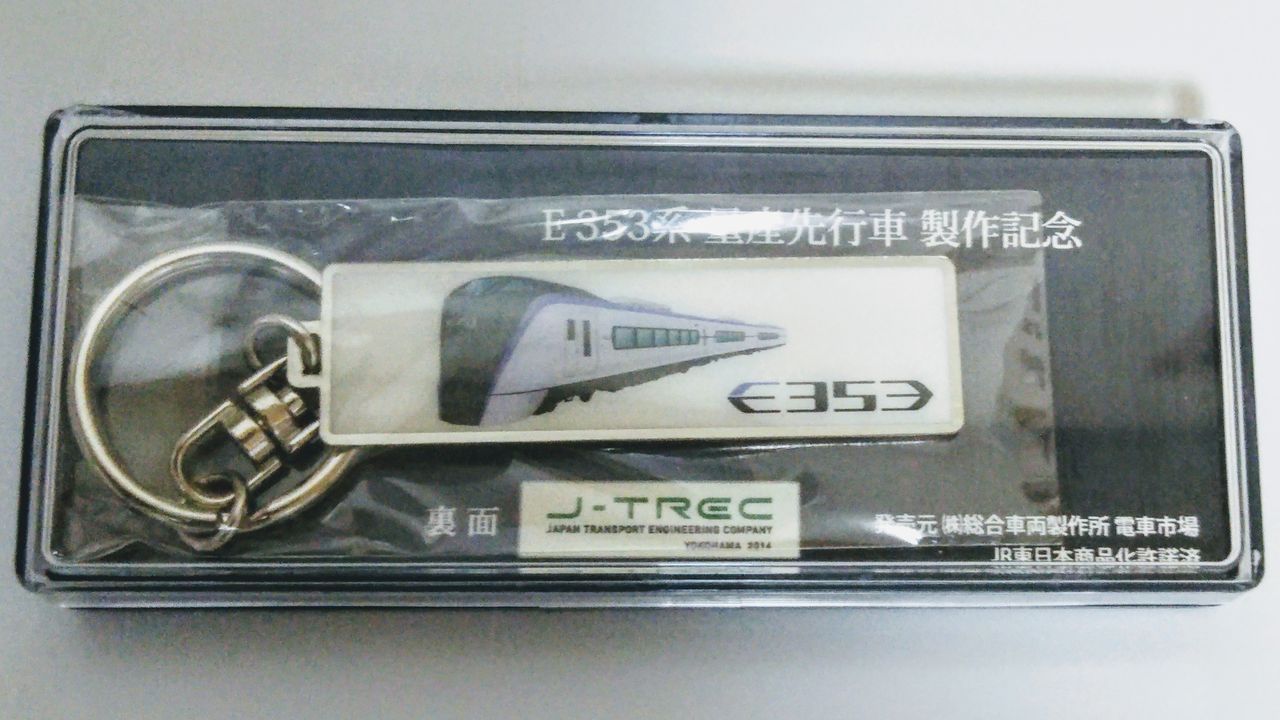 E353系 量産先行車 製作記念
E353
裏面
J-TREC
JAPAN TRANSPORT ENGINEERING COMPANY
YOKOHAMA 2014
発売元 ㈱総合車両製作所 電車市場
JR東日本商品化許諾済